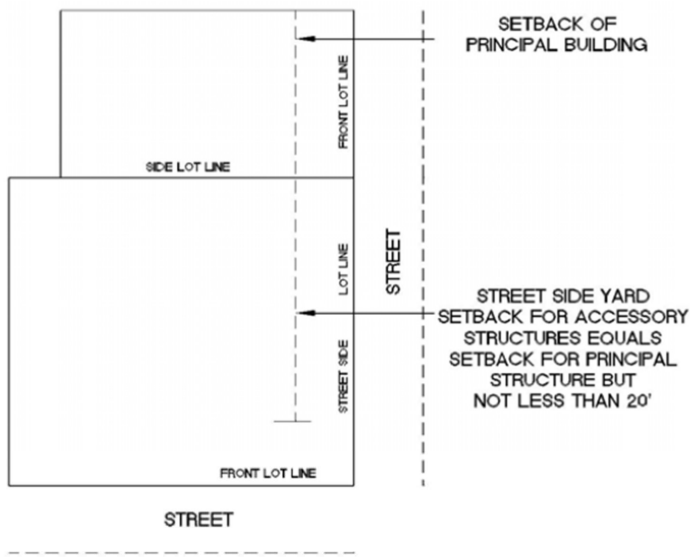 SETBACK OF
PRINCIPAL BUILDING
FRONT LOT LINE
SIDE LOT LINE
STREET
STREET SIDE LOT LINE
STREET SIDE YARD
SETBACK FOR ACCESSORY
STRUCTURES EQUALS
SETBACK FOR PRINCIPAL
STRUCTURE BUT
NOT LESS THAN 20'
FRONT LOT LINE
STREET